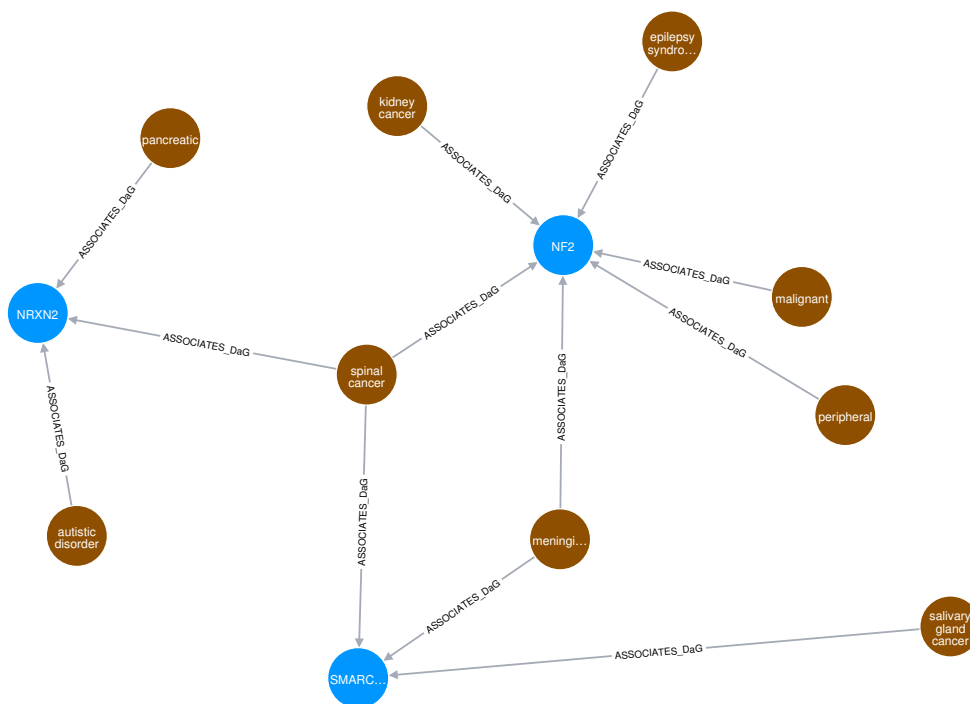 epilepsy
syndro…
kidney
cancer
ASSOCIATES_DaG
pancreatic
ASSOCIATES_DaG
ASSOCIATES_DaG
NF2
ASSOCIATES_DaG
malignant
NRXN2
ASSOCIATES_DaG
ASSOCIATES_DaG
ASSOCIATES_DaG
spinal
cancer
ASSOCIATES_DaG
peripheral
ASSOCIATES_DaG
ASSOCIATES_DaG
autistic
disorder
ASSOCIATES_DaG
meningi…
ASSOCIATES_DaG
salivary
gland
cancer
ASSOCIATES_DaG
SMARC…